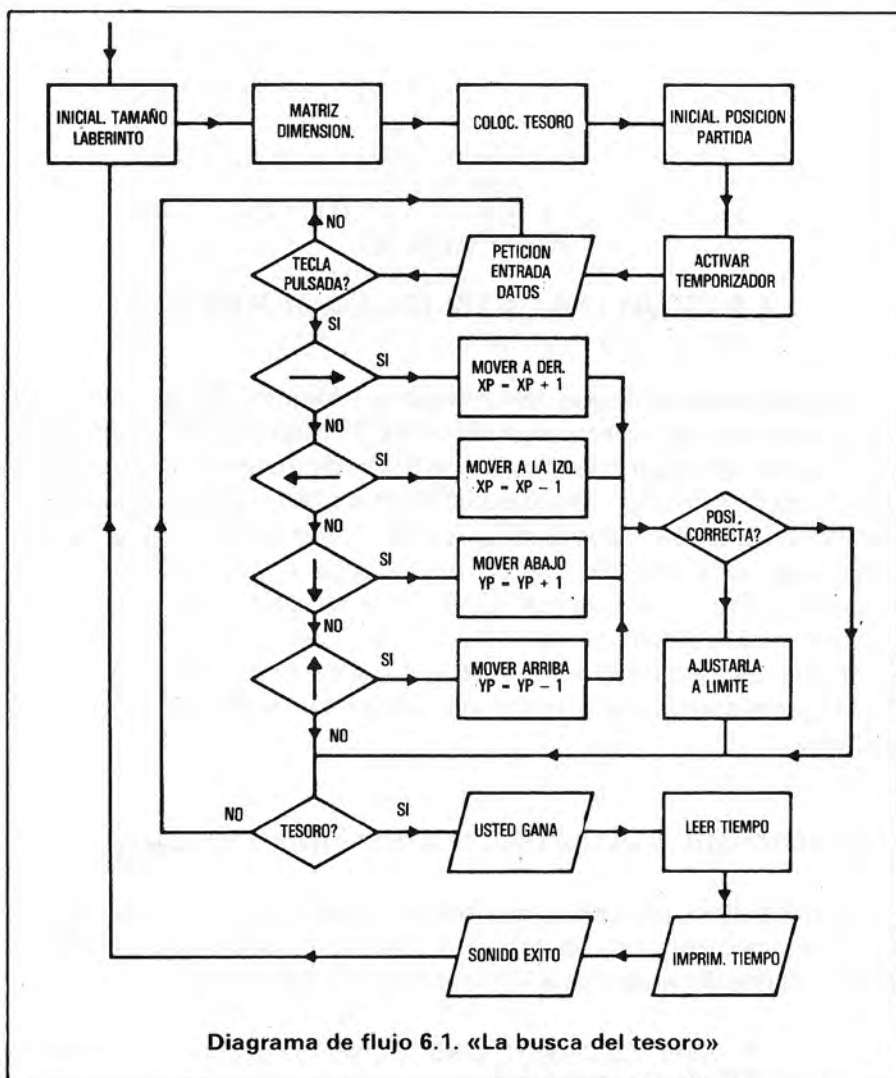 INICIAL. TAMAÑO
LABERINTO
MATRIZ
DIMENSION.
COLOC. TESORO
INICIAL. POSICION
PARTIDA
NO
TECLA
PULSADA?
PETICION
ENTRADA
DATOS
ACTIVAR
TEMPORIZADOR
SI
SI
MOVER A DER.
XP = XP + 1
NO
SI
MOVER A LA IZQ.
XP = XP - 1
NO
POSI.
CORRECTA?
SI
MOVER ABAJO
YP = YP + 1
NO
SI
MOVER ARRIBA
YP = YP - 1
AJUSTARLA
A LIMITE
NO
NO
TESORO?
SI
USTED GANA
LEER TIEMPO
SONIDO EXITO
IMPRIM. TIEMPO
Diagrama de flujo 6.1. «La busca del tesoro»